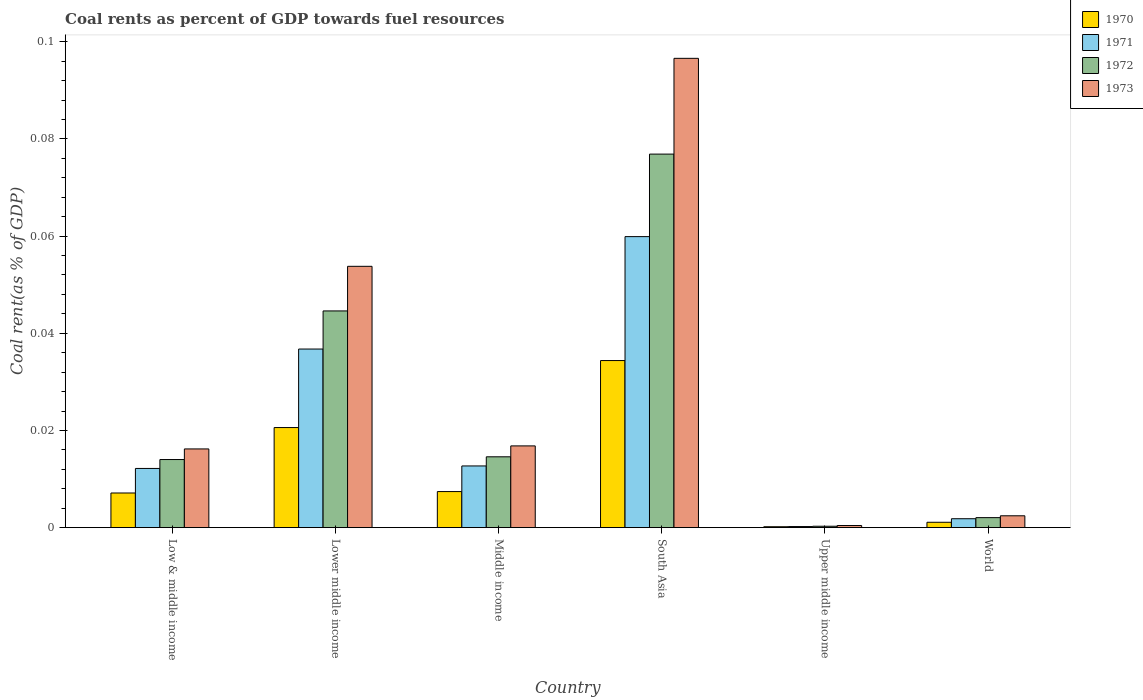 Coal rents as percent of GDP towards fuel resources
1970
1971
1972
1973
Coal rent(as % of GDP)
0.1
0.08
0.06
0.04
0.02
0
Low & middle income
Lower middle income
Middle income
South Asia
Upper middle income
World
Country